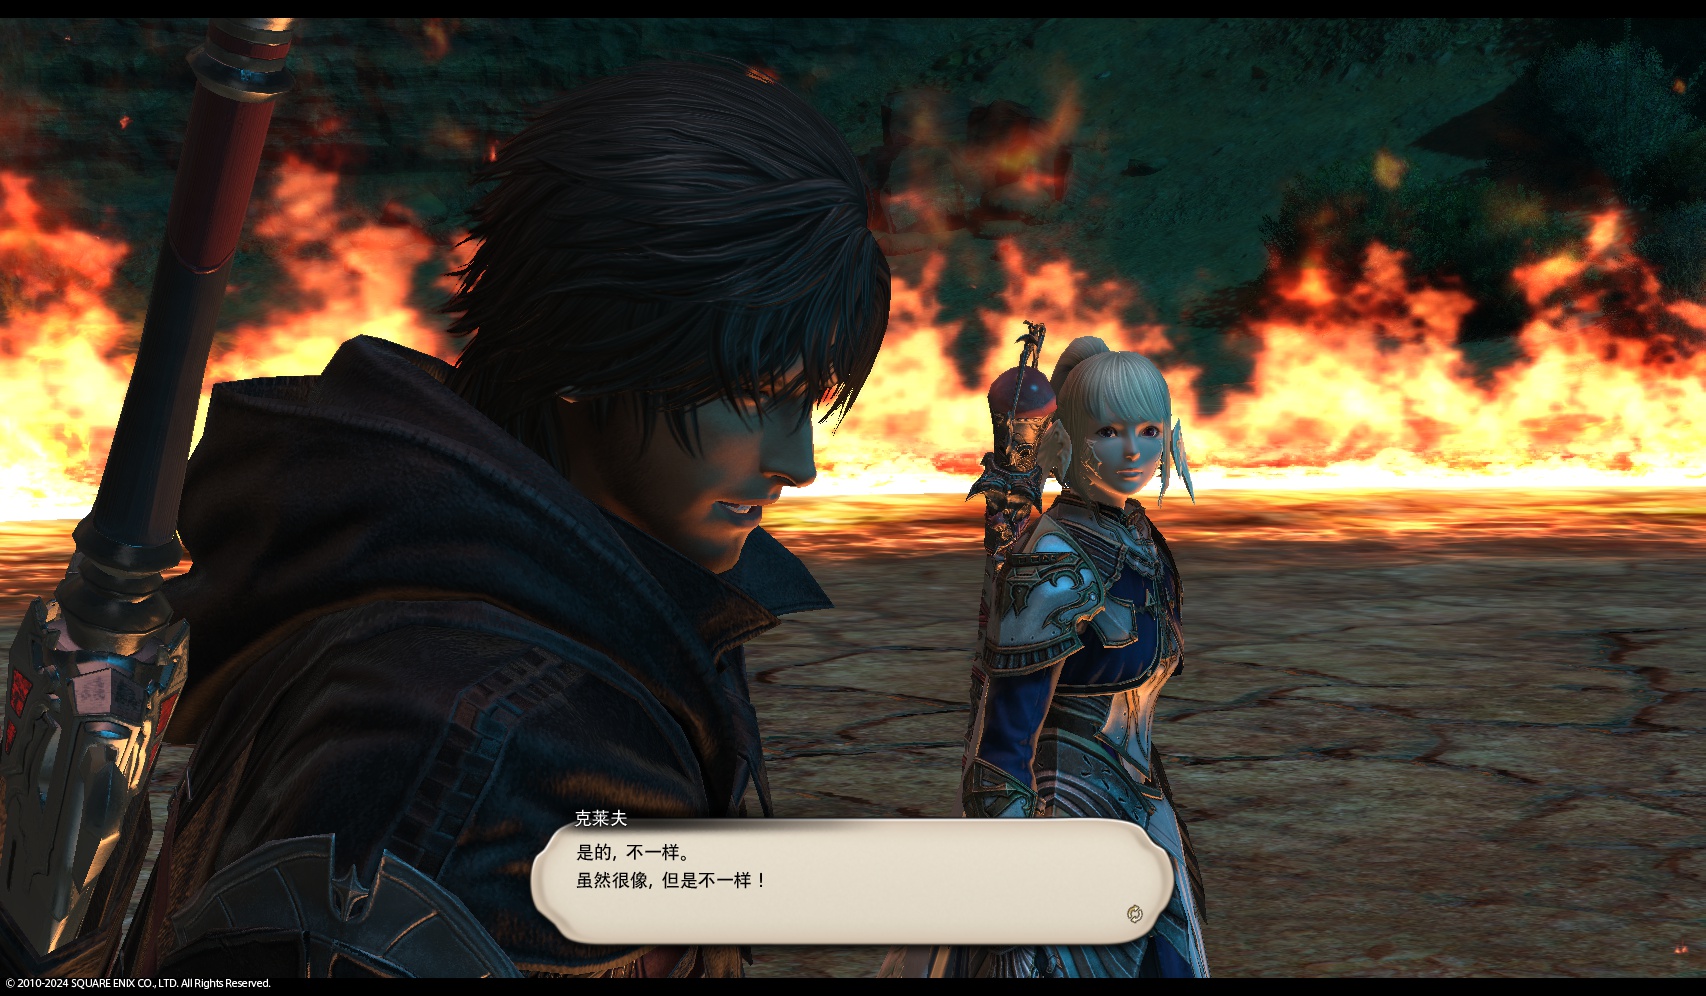 克莱夫
是的，不一样。
虽然很像，但是不一样！
© 2010-2024 SQUARE ENIX CO., LTD. All Rights Reserved.